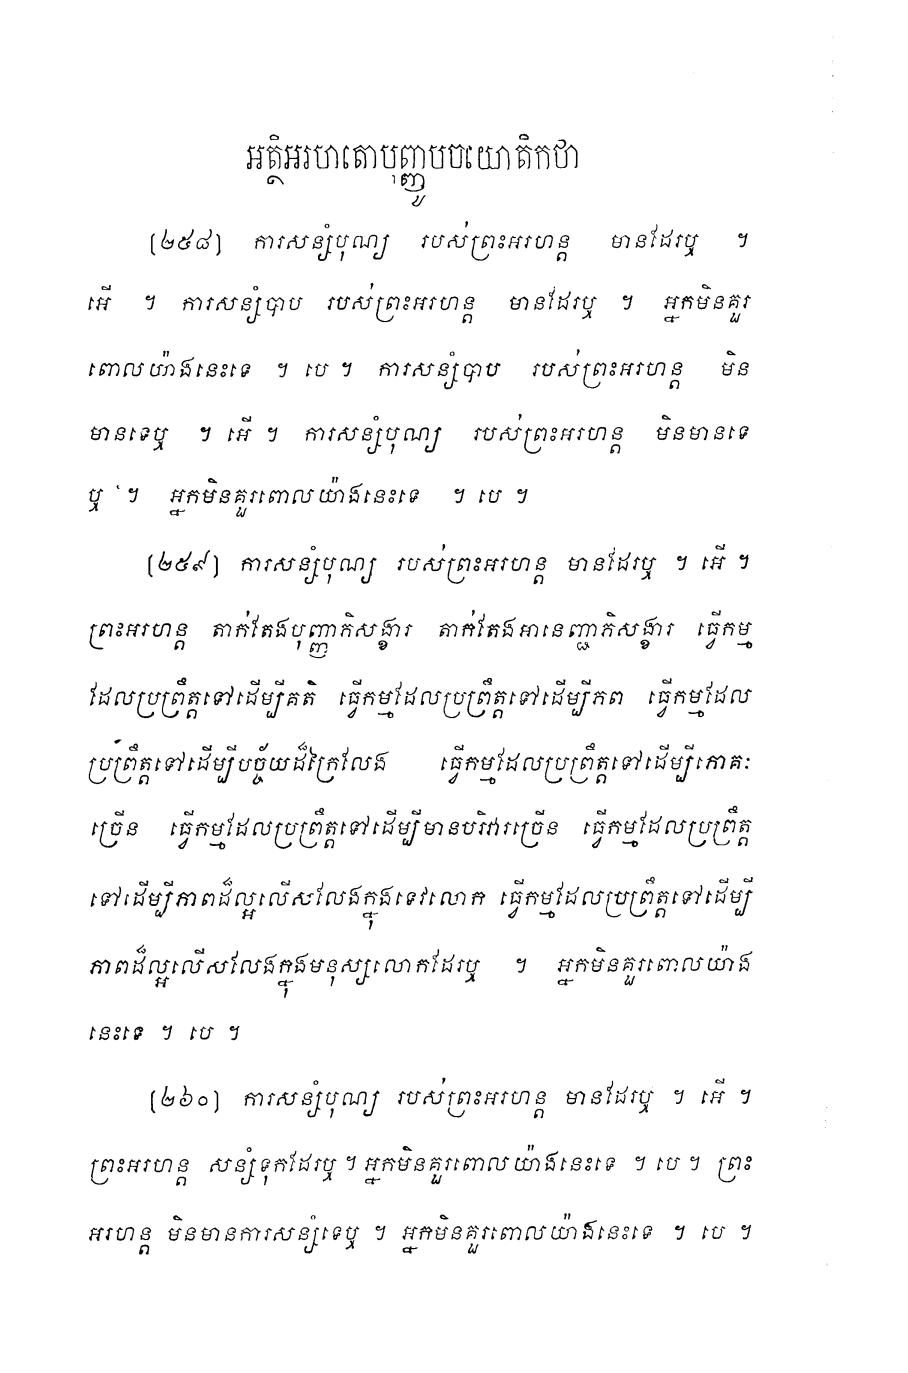 អត្ថិអរហតោបុញ្ញូបចយោតិកថា
(២៥៨) ការសន្សំបុណ្យ របស់ព្រះអរហន្ត មានដែរឬ ។
អើ ។ ការសន្សំបាប របស់ព្រះអរហន្ត មានដែរឬ ។ អ្នកមិនគួរ
ពោលយ៉ាងនេះទេ ។ បេ ។ ការសន្សំបាប របស់ព្រះអរហន្ត មិន
មានទេឬ ។ អើ ។ ការសន្សំបុណ្យ របស់ព្រះអរហន្ត មិនមានទេ
ឬ ។ អ្នកមិនគួរពោលយ៉ាងនេះទេ ។ បេ ។
(២៥៩) ការសន្សំបុណ្យ របស់ព្រះអរហន្ត មានដែរឬ ។ អើ ។
ព្រះអរហន្ត តាក់តែងបុញ្ញាភិសង្ខារ តាក់តែងអានេញ្ជាភិសង្ខារ ធ្វើកម្ម
ដែលប្រព្រឹត្តទៅដើម្បីគតិ ធ្វើកម្មដែលប្រព្រឹត្តទៅដើម្បីភព ធ្វើកម្មដែល
ប្រព្រឹត្តទៅដើម្បីបច្ច័យដ៏ក្រៃលែង ធ្វើកម្មដែលប្រព្រឹត្តទៅដើម្បីភោគៈ
ច្រើន ធ្វើកម្មដែលប្រព្រឹត្តទៅដើម្បីមានបរិវារច្រើន ធ្វើកម្មដែលប្រព្រឹត្ត
ទៅដើម្បីភាពដ៏ល្អលើសលែងក្នុងទេវលោក ធ្វើកម្មដែលប្រព្រឹត្តទៅដើម្បី
ភាពដ៏ល្អលើសលែងក្នុងមនុស្សលោកដែរឬ ។ អ្នកមិនគួរពោលយ៉ាង
នេះទេ ។ បេ ។
(២៦០) ការសន្សំបុណ្យ របស់ព្រះអរហន្ត មានដែរឬ ។ អើ ។
ព្រះអរហន្ត សន្សំទុកដែរឬ ។ អ្នកមិនគួរពោលយ៉ាងនេះទេ ។ បេ ។ ព្រះ
អរហន្ត មិនមានការសន្សំទេឬ ។ អ្នកមិនគួរពោលយ៉ាងនេះទេ ។ បេ ។